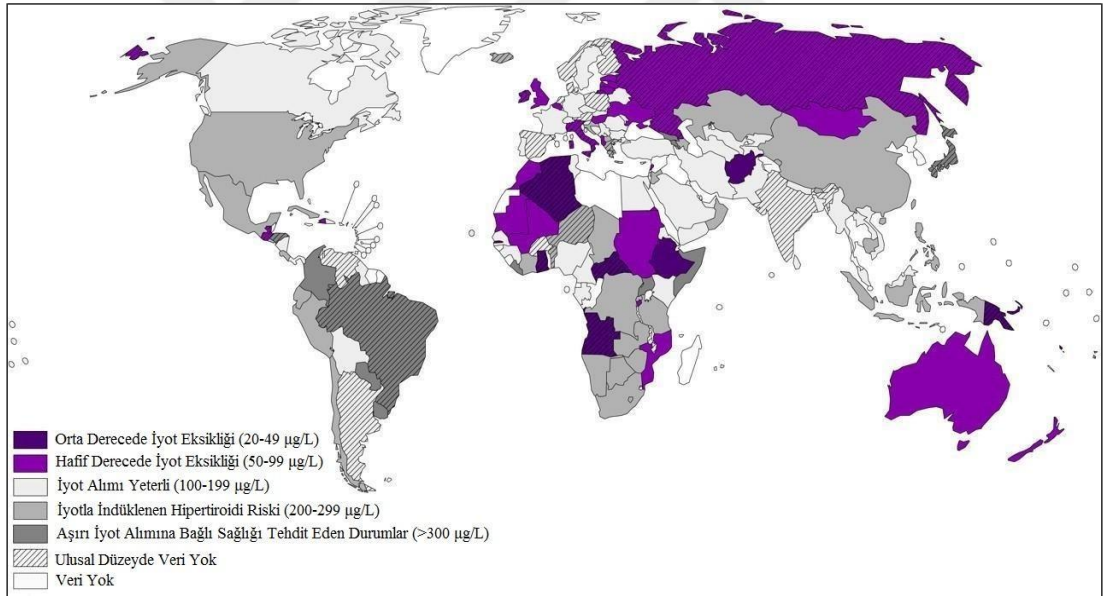 Orta Derecede İyot Eksikliği (20-49 µg/L)
Hafif Derecede İyot Eksikliği (50-99 µg/L)
İyot Alımı Yeterli (100-199 µg/L)
İyotla İndüklenen Hipertiroidi Riski (200-299 µg/L)
Aşırı İyot Alımına Bağlı Sağlığı Tehdit Eden Durumlar (>300 µg/L)
Ulusal Düzeyde Veri Yok
Veri Yok